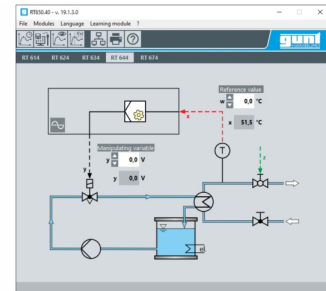 RT650.40 - v. 19.1.3.0
File Modules Language Learning module ?
gunt
RT 614 RT 624 RT 634 RT 644 RT 674
Reference value
w 0,0 °C
x
x 51,5 °C
Manipulating variable
y 0,0 V
y
y 0,0 V
T
z